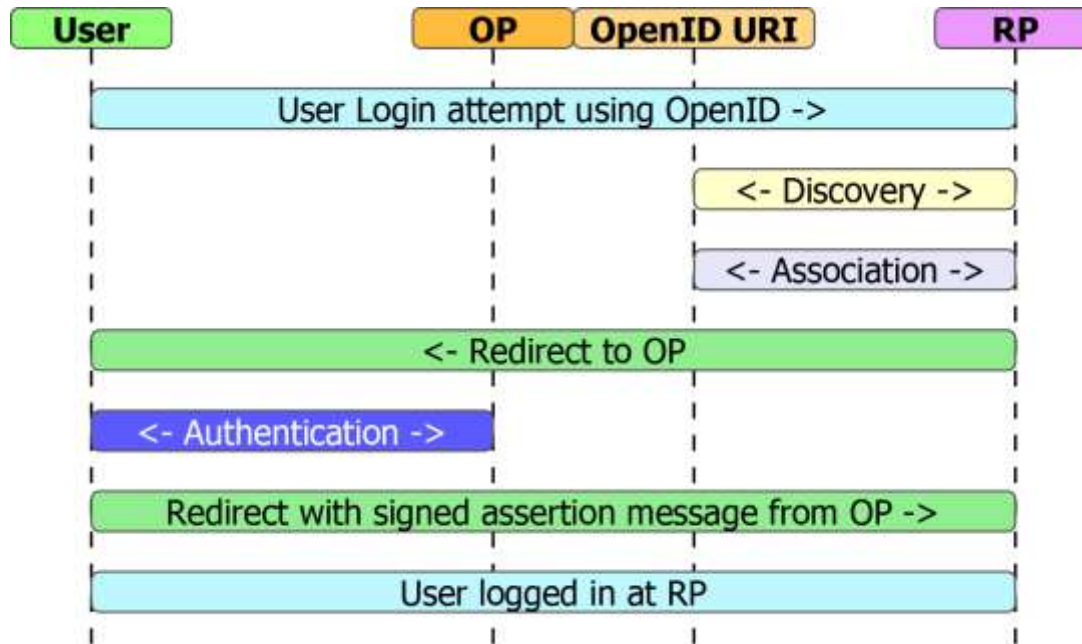 User OP OpenID URI RP
User Login attempt using OpenID ->
<- Discovery ->
<- Association ->
<- Redirect to OP
<- Authentication ->
Redirect with signed assertion message from OP ->
User logged in at RP